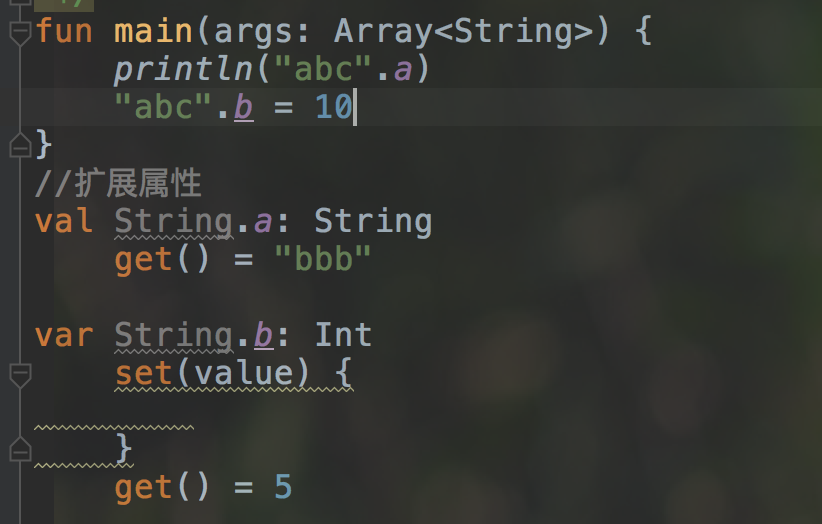 fun main(args: Array<String>) {
    println("abc".a)
    "abc".b = 10
}
//扩展属性
val String.a: String
    get() = "bbb"
var String.b: Int
    set(value) {
    }
    get() = 5